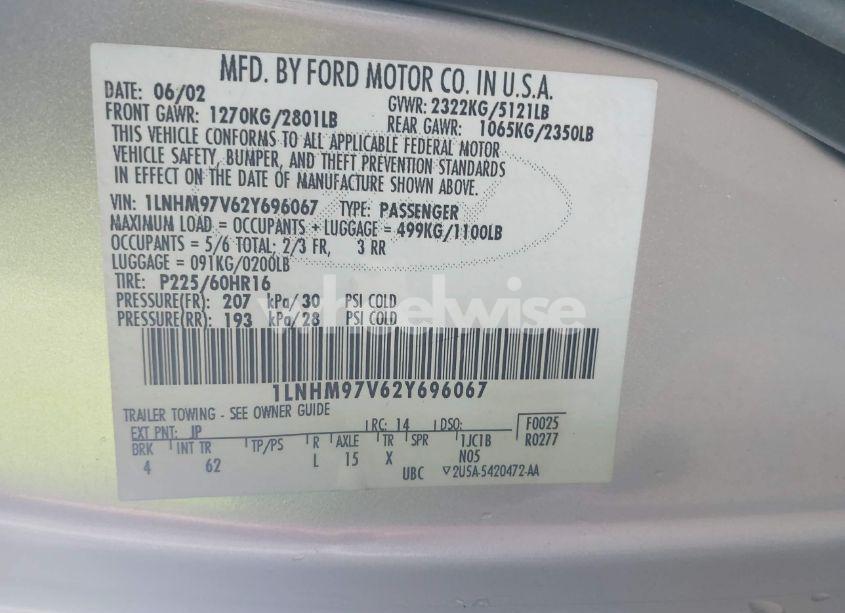 MFD. BY FORD MOTOR CO. IN U.S.A.
DATE: 06/02 GVWR: 2322KG/5121LB
FRONT GAWR: 1270KG/2801LB REAR GAWR: 1065KG/2350LB
THIS VEHICLE CONFORMS TO ALL APPLICABLE FEDERAL MOTOR
VEHICLE SAFETY, BUMPER, AND THEFT PREVENTION STANDARDS
IN EFFECT ON THE DATE OF MANUFACTURE SHOWN ABOVE.
VIN: 1LNHM97V62Y696067 TYPE: PASSENGER
MAXIMUM LOAD = OCCUPANTS + LUGGAGE = 499KG/1100LB
OCCUPANTS = 5/6 TOTAL; 2/3 FR, 3 RR
LUGGAGE = 091KG/0200LB
TIRE: P225/60HR16
PRESSURE(FR) = 207 kPa/30 PSI COLD
PRESSURE(RR) = 193 kPa/28 PSI COLD
wheelwise
1LNHM97V62Y696067
TRAILER TOWING - SEE OWNER GUIDE
EXT PNT: JP RC: 14 DSO: F0025
BRK INT TR TP/PS R AXLE TR SPR 1JC1B R0277
4 62 L 15 X N05
UBC ▽2U5A-5420472-AA